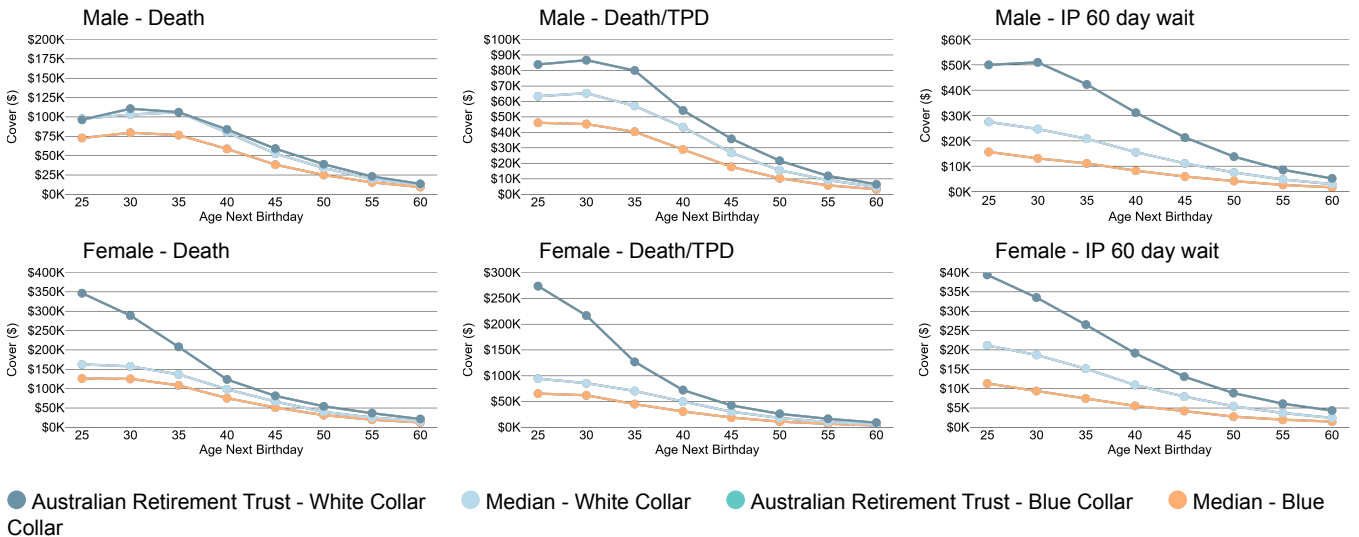 Male - Death
$200K
$175K
$150K
$125K
$100K
$75K
$50K
$25K
$0K
Cover ($)
25 30 35 40 45 50 55 60
Age Next Birthday
Male - Death/TPD
$100K
$90K
$80K
$70K
$60K
$50K
$40K
$30K
$20K
$10K
$0K
Cover ($)
25 30 35 40 45 50 55 60
Age Next Birthday
Male - IP 60 day wait
$60K
$50K
$40K
$30K
$20K
$10K
$0K
Cover ($)
25 30 35 40 45 50 55 60
Age Next Birthday
Female - Death
$400K
$350K
$300K
$250K
$200K
$150K
$100K
$50K
$0K
Cover ($)
25 30 35 40 45 50 55 60
Age Next Birthday
Female - Death/TPD
$300K
$250K
$200K
$150K
$100K
$50K
$0K
Cover ($)
25 30 35 40 45 50 55 60
Age Next Birthday
Female - IP 60 day wait
$40K
$35K
$30K
$25K
$20K
$15K
$10K
$5K
$0K
Cover ($)
25 30 35 40 45 50 55 60
Age Next Birthday
Australian Retirement Trust - White Collar Median - White Collar Australian Retirement Trust - Blue Collar Median - Blue
Collar